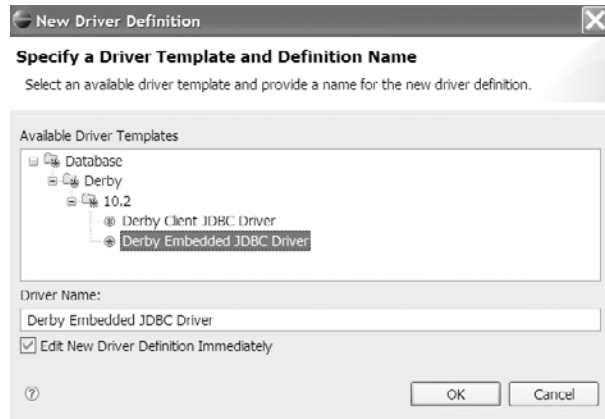 New Driver Definition
Specify a Driver Template and Definition Name
Select an available driver template and provide a name for the new driver definition.
Available Driver Templates
Database
Derby
10.2
Derby Client JDBC Driver
Derby Embedded JDBC Driver
Driver Name:
Derby Embedded JDBC Driver
Edit New Driver Definition Immediately
?
OK
Cancel